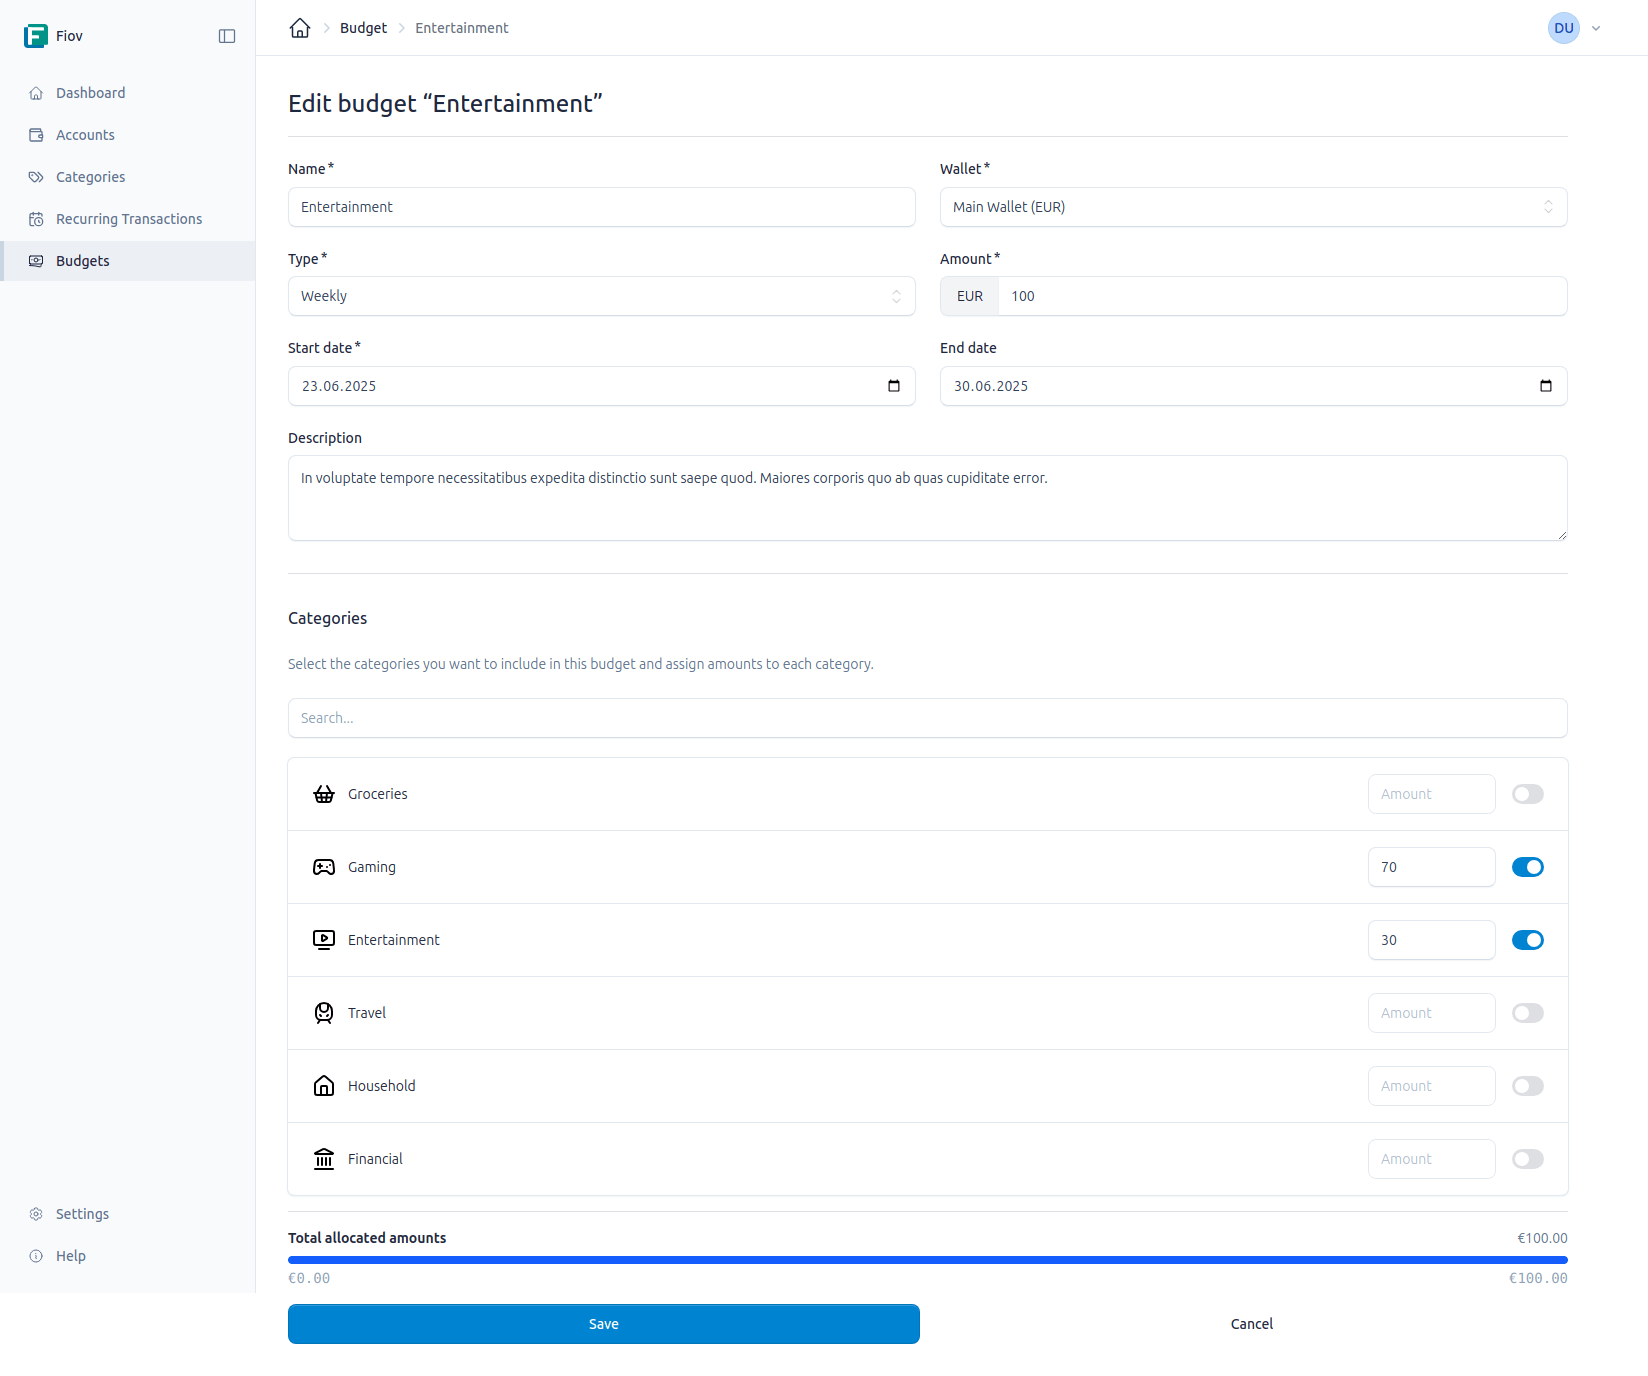 Fiov
Dashboard
Accounts
Categories
Recurring Transactions
Budgets
Settings
Help
Budget Entertainment
DU
Edit budget “Entertainment”
Name*
Entertainment
Wallet*
Main Wallet (EUR)
Type*
Weekly
Amount*
EUR 100
Start date*
23.06.2025
End date
30.06.2025
Description
In voluptate tempore necessitatibus expedita distinctio sunt saepe quod. Maiores corporis quo ab quas cupiditate error.
Categories
Select the categories you want to include in this budget and assign amounts to each category.
Search...
Groceries Amount
Gaming 70
Entertainment 30
Travel Amount
Household Amount
Financial Amount
Total allocated amounts €100.00
€0.00 €100.00
Save Cancel